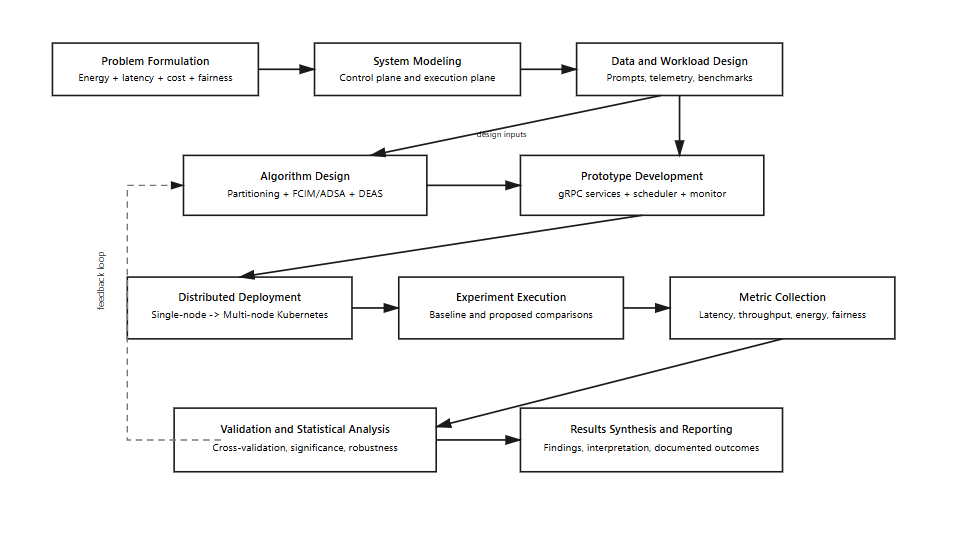 Problem Formulation
Energy + latency + cost + fairness
System Modeling
Control plane and execution plane
Data and Workload Design
Prompts, telemetry, benchmarks
design inputs
Algorithm Design
Partitioning + FCIM/ADSA + DEAS
Prototype Development
gRPC services + scheduler + monitor
feedback loop
Distributed Deployment
Single-node -> Multi-node Kubernetes
Experiment Execution
Baseline and proposed comparisons
Metric Collection
Latency, throughput, energy, fairness
Validation and Statistical Analysis
Cross-validation, significance, robustness
Results Synthesis and Reporting
Findings, interpretation, documented outcomes